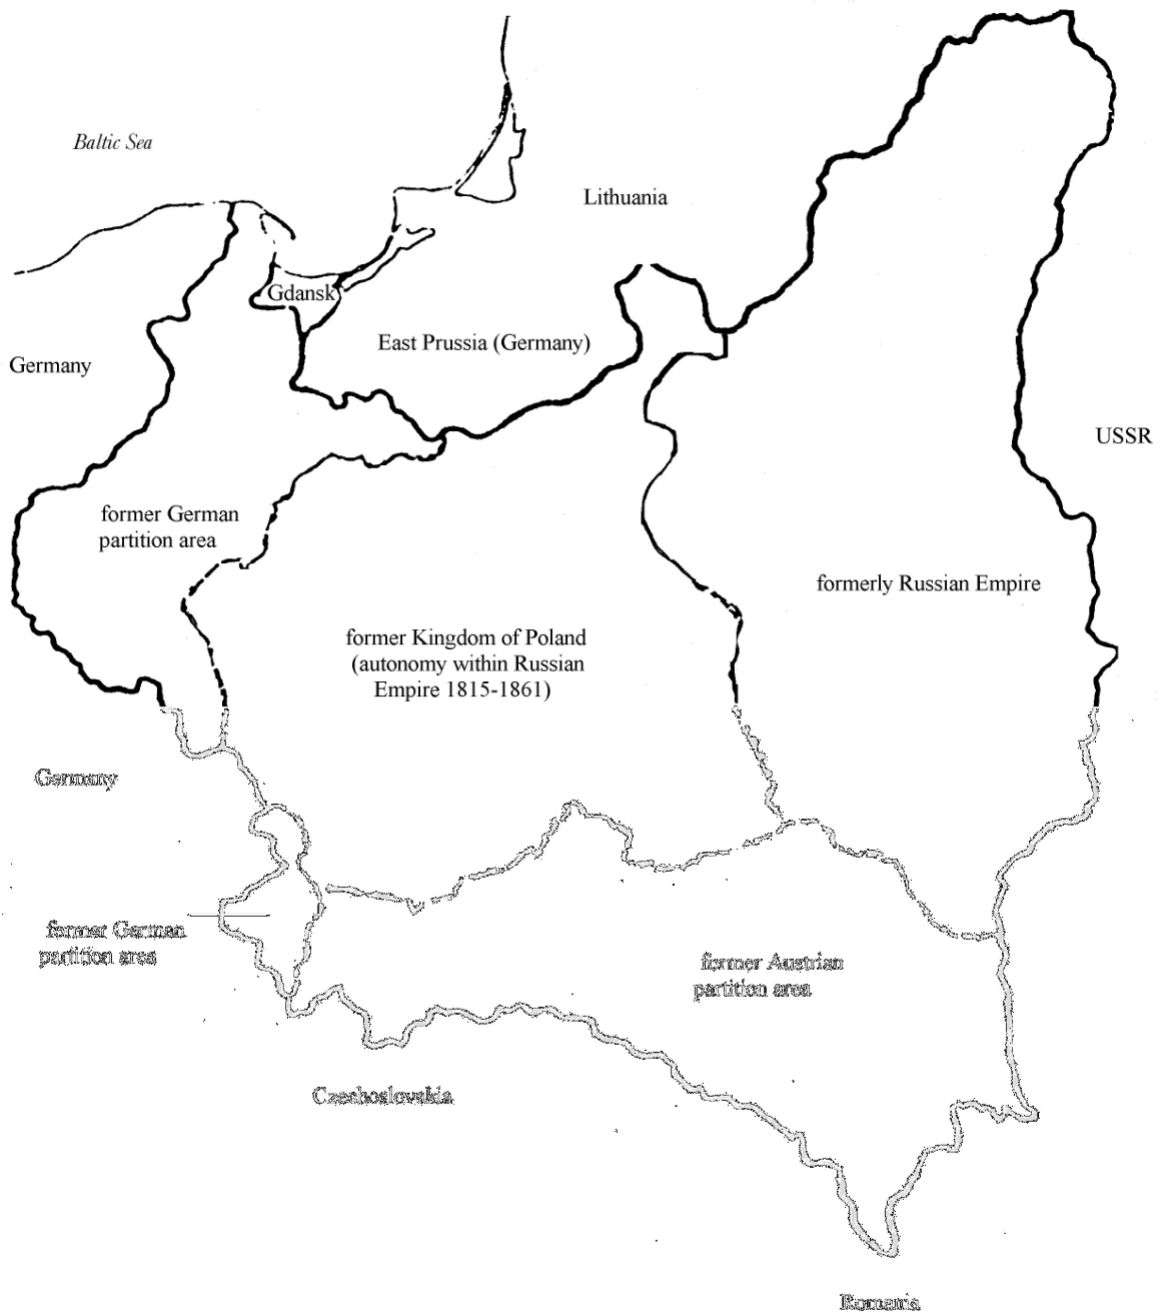 Baltic Sea
Lithuania
Gdansk
East Prussia (Germany)
Germany
USSR
former German
partition area
formerly Russian Empire
former Kingdom of Poland
(autonomy within Russian
Empire 1815-1861)
Germany
former German
partition area
former Austrian
partition area
Czechoslovakia
Romania